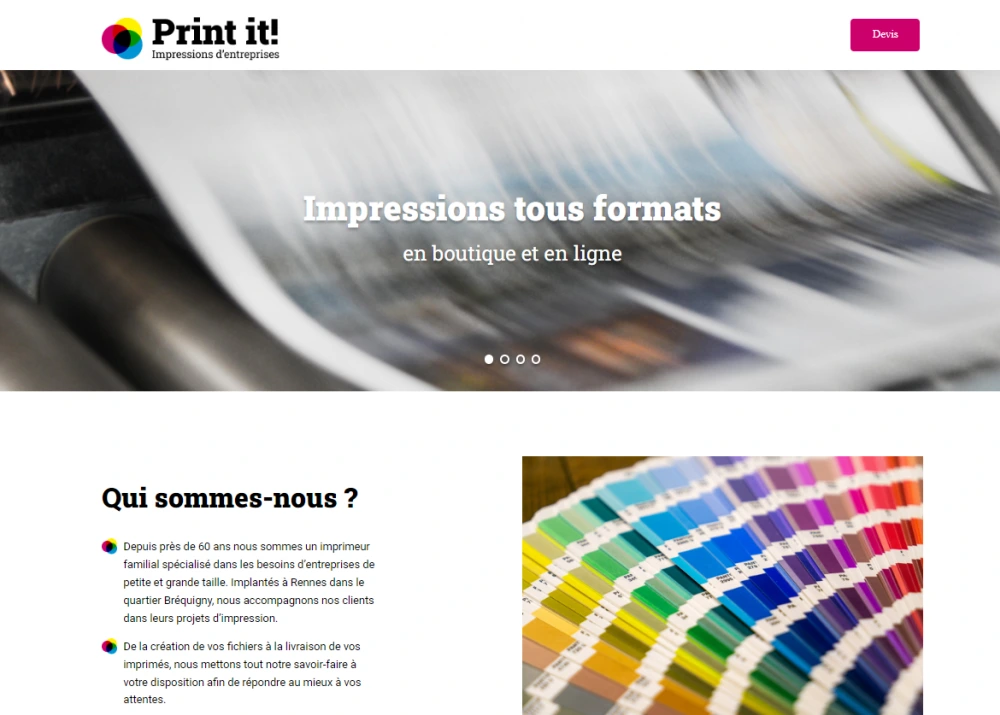 Print it!
Impressions d'entreprises
Devis
Impressions tous formats
en boutique et en ligne
Qui sommes-nous ?
Depuis près de 60 ans nous sommes un imprimeur
familial spécialisé dans les besoins d'entreprises de
petite et grande taille. Implantés à Rennes dans le
quartier Bréquigny, nous accompagnons nos clients
dans leurs projets d'impression.
De la création de vos fichiers à la livraison de vos
imprimés, nous mettons tout notre savoir-faire à
votre disposition afin de répondre au mieux à vos
attentes.